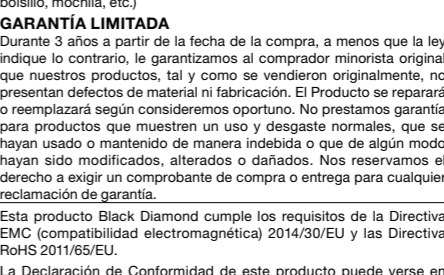 bolsillo, mochila, etc.)
GARANTÍA LIMITADA
Durante 3 años a partir de la fecha de la compra, a menos que la ley
indique lo contrario, le garantizamos al comprador minorista original
que nuestros productos, tal y como se vendieron originalmente, no
presentan defectos de material ni fabricación. El Producto se reparará
o reemplazará según consideremos oportuno. No prestamos garantía
para productos que muestren un uso y desgaste normales, que se
hayan usado o mantenido de manera indebida o que de algún modo
hayan sido modificados, alterados o dañados. Nos reservamos el
derecho a exigir un comprobante de compra o entrega para cualquier
reclamación de garantía.
Esta producto Black Diamond cumple los requisitos de la Directiva
EMC (compatibilidad electromagnética) 2014/30/EU y las Directiva
RoHS 2011/65/EU.
La Declaración de Conformidad de este producto puede verse en